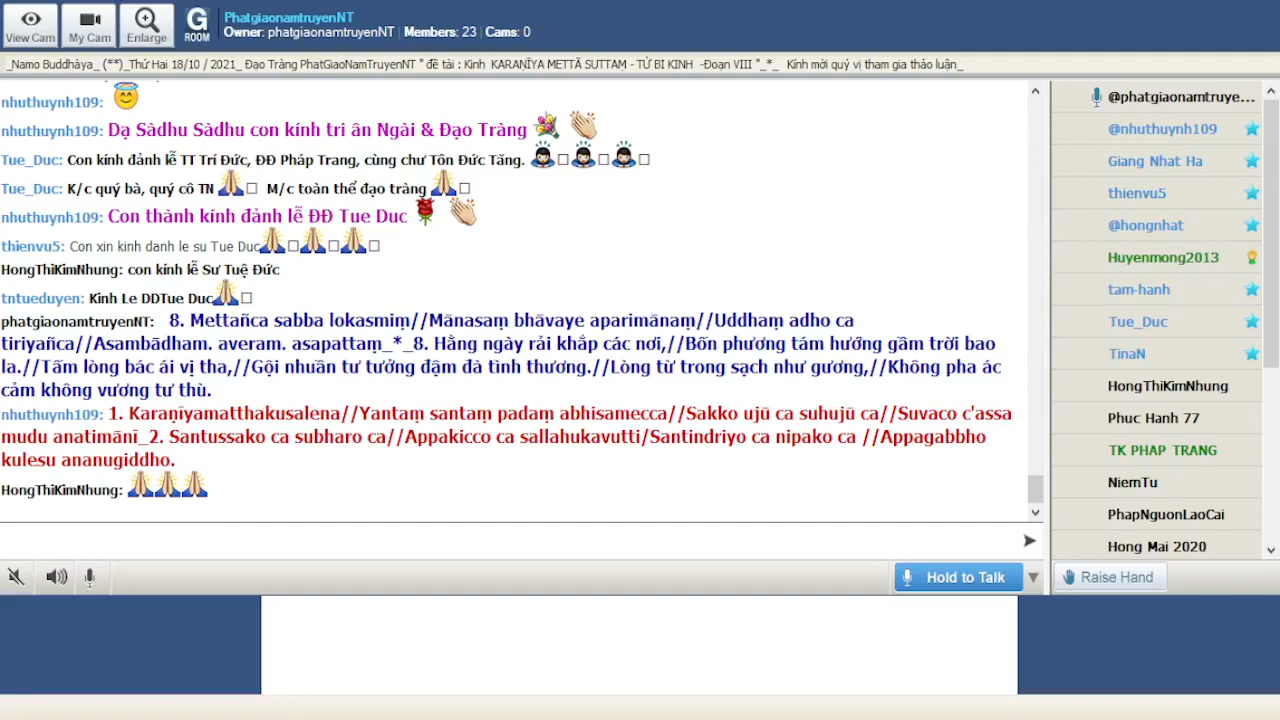 View Cam
My Cam
Enlarge
G
ROOM
PhatgiaonamtruyenNT
Owner: phatgiaonamtruyenNT | Members: 23 | Cams: 0
_Namo Buddhàya_ (**)_Thứ Hai 18/10 / 2021_ Đạo Tràng PhatGiaoNamTruyenNT " đề tài : Kinh KARAṆĪYA METTĀ SUTTAṂ - TỪ BI KINH -Đoạn VIII "_*_ Kính mời quý vị tham gia thảo luận_
nhuthuynh109:
nhuthuynh109: Dạ Sàdhu Sàdhu con kính tri ân Ngài & Đạo Tràng
Tue_Duc: Con kính đảnh lễ TT Trí Đức, ĐĐ Pháp Trang, cùng chư Tôn Đức Tăng.
Tue_Duc: K/c quý bà, quý cô TN M/c toàn thể đạo tràng
nhuthuynh109: Con thành kính đảnh lễ ĐĐ Tue Duc
thienvu5: Con xin kinh danh le su Tue Duc
HongThiKimNhung: con kính lễ Sư Tuệ Đức
tntueduyen: Kinh Le DDTue Duc
phatgiaonamtruyenNT: 8. Mettañca sabba lokasmiṃ//Mānasaṃ bhāvaye aparimānaṃ//Uddhaṃ adho ca
tiriyañca//Asambādham. averam. asapattaṃ_*_8. Hằng ngày rải khắp các nơi,//Bốn phương tám hướng gầm trời bao
la.//Tấm lòng bác ái vị tha,//Gội nhuần tư tưởng đậm đà tình thương.//Lòng từ trong sạch như gương,//Không pha ác
cảm không vương tư thù.
nhuthuynh109: 1. Karaṇīyamatthakusalena//Yantaṃ santaṃ padaṃ abhisamecca//Sakko ujū ca suhujū ca//Suvaco c'assa
mudu anatimānī_2. Santussako ca subharo ca//Appakicco ca sallahukavutti/Santindriyo ca nipako ca //Appagabbho
kulesu ananugiddho.
HongThiKimNhung:
Hold to Talk
@phatgiaonamtruye...
@nhuthuynh109
Giang Nhat Ha
thienvu5
@hongnhat
Huyenmong2013
tam-hanh
Tue_Duc
TinaN
HongThiKimNhung
Phuc Hanh 77
TK PHAP TRANG
NiemTu
PhapNguonLaoCai
Hong Mai 2020
Raise Hand